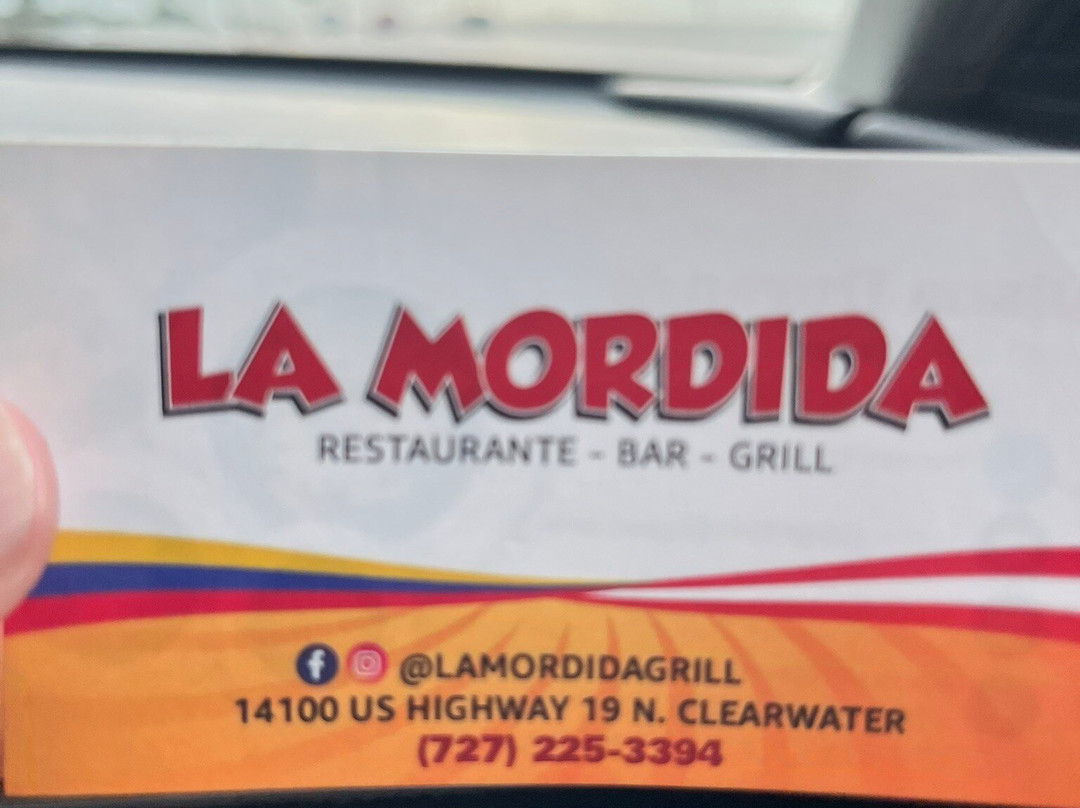 LA MORDIDA
RESTAURANTE - BAR - GRILL
@LAMORDIDAGRILL
14100 US HIGHWAY 19 N. CLEARWATER
(727) 225-3394